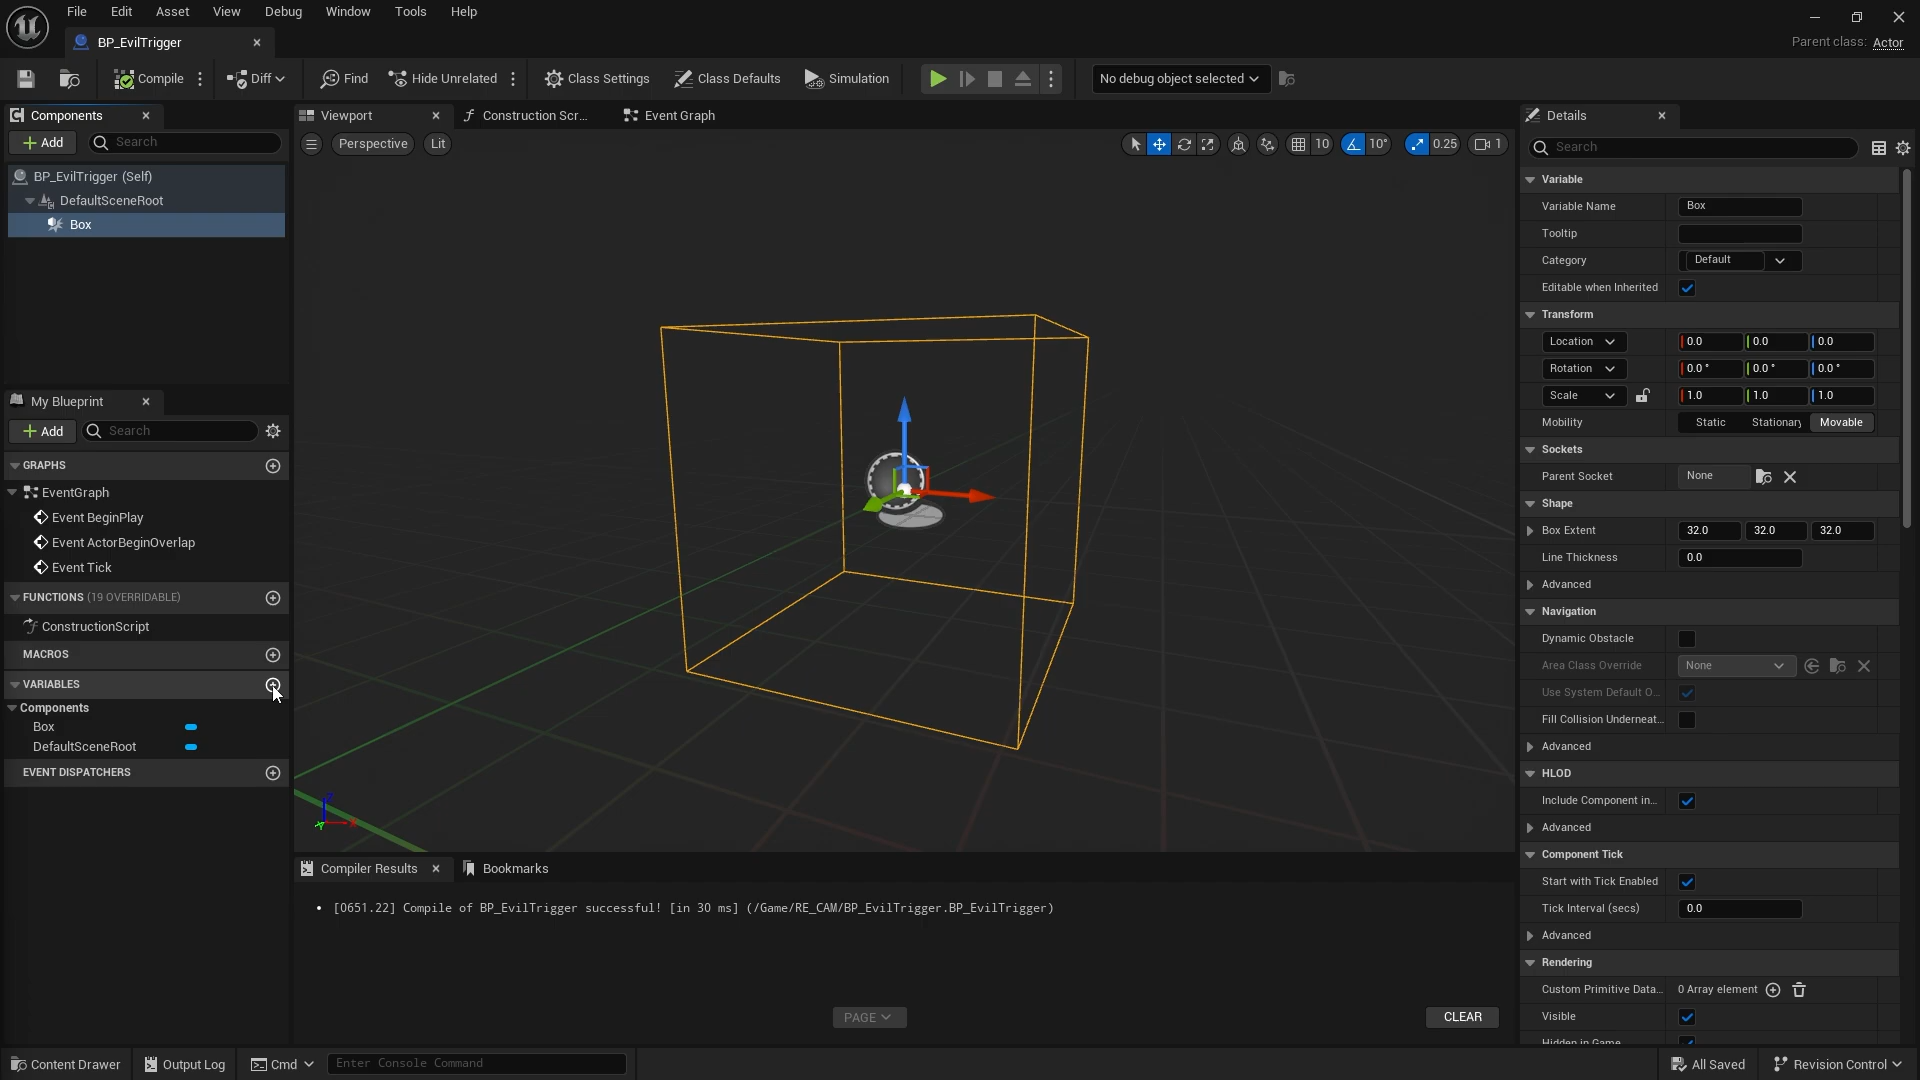 File Edit Asset View Debug Window Tools Help
BP_EvilTrigger
Parent class: Actor
Compile Diff Find Hide Unrelated Class Settings Class Defaults Simulation No debug object selected
Components
Add Search
BP_EvilTrigger (Self)
DefaultSceneRoot
Box
My Blueprint
Add Search
GRAPHS
EventGraph
Event BeginPlay
Event ActorBeginOverlap
Event Tick
FUNCTIONS (19 OVERRIDABLE)
ConstructionScript
MACROS
VARIABLES
Components
Box
DefaultSceneRoot
EVENT DISPATCHERS
Viewport Construction Scr... Event Graph
Perspective Lit 10 10° 0.25 1
Z
X
Y
Compiler Results Bookmarks
• [0651.22] Compile of BP_EvilTrigger successful! [in 30 ms] (/Game/RE_CAM/BP_EvilTrigger.BP_EvilTrigger)
PAGE CLEAR
Details
Search
Variable
Variable Name Box
Tooltip
Category Default
Editable when Inherited
Transform
Location 0.0 0.0 0.0
Rotation 0.0 ° 0.0 ° 0.0 °
Scale 1.0 1.0 1.0
Mobility Static Stationary Movable
Sockets
Parent Socket None
Shape
Box Extent 32.0 32.0 32.0
Line Thickness 0.0
Advanced
Navigation
Dynamic Obstacle
Area Class Override None
Use System Default O...
Fill Collision Underneat...
Advanced
HLOD
Include Component in...
Advanced
Component Tick
Start with Tick Enabled
Tick Interval (secs) 0.0
Advanced
Rendering
Custom Primitive Data... 0 Array element
Visible
Hidden in Game
Content Drawer Output Log Cmd Enter Console Command All Saved Revision Control